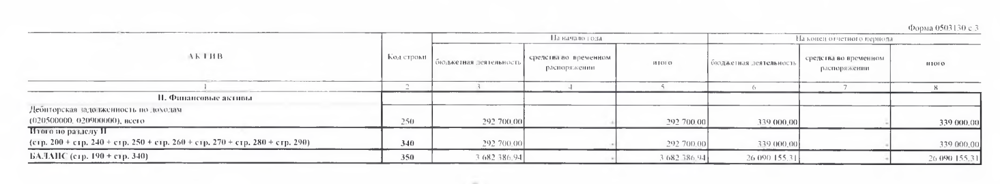 Форма 0503130 с.3
АКТИВ Код строки На начало года На конец отчетного периода
бюджетная деятельность средства во временном распоряжении итого бюджетная деятельность средства во временном распоряжении итого
1 2 3 4 5 6 7 8
II. Финансовые активы
Дебиторская задолженность по доходам
(020500000, 020900000), всего 250 292 700,00 - 292 700,00 339 000,00 - 339 000,00
Итого по разделу II
(стр. 200 + стр. 240 + стр. 250 + стр. 260 + стр. 270 + стр. 280 + стр. 290) 340 292 700,00 - 292 700,00 339 000,00 - 339 000,00
БАЛАНС (стр. 190 + стр. 340) 350 3 682 386,94 - 3 682 386,94 26 090 155,31 - 26 090 155,31